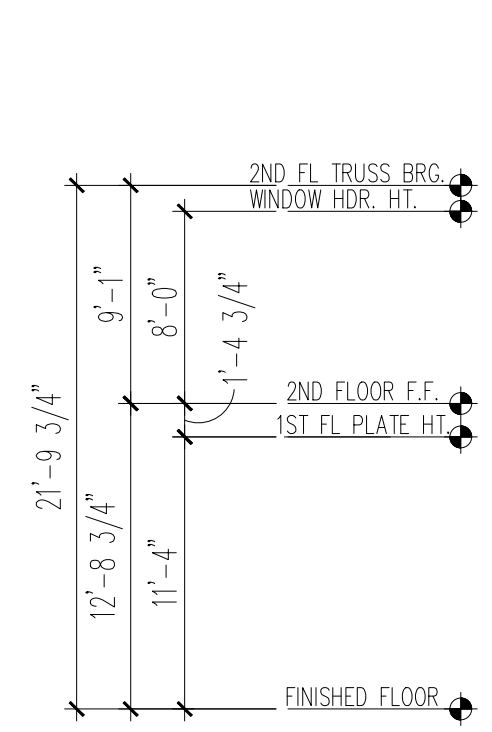 2ND FL TRUSS BRG.
WINDOW HDR. HT.
9'-1"
8'-0"
1'-4 3/4"
2ND FLOOR F.F.
1ST FL PLATE HT.
21'-9 3/4"
12'-8 3/4"
11'-4"
FINISHED FLOOR